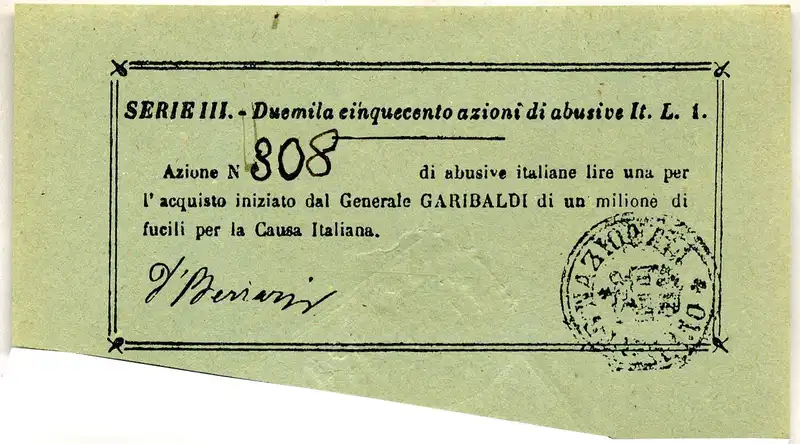 SERIE III. - Duemila cinquecento azioni di abusive It. L. 1.
Azione N 808 di abusive italiane lire una per
l'acquisto iniziato dal Generale GARIBALDI di un milione di
fucili per la Causa Italiana.